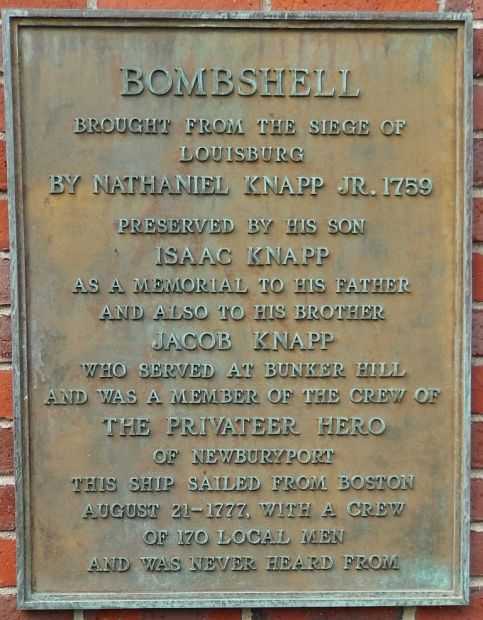 BOMBSHELL
BROUGHT FROM THE SIEGE OF
LOUISBURG
BY NATHANIEL KNAPP JR. 1759
PRESERVED BY HIS SON
ISAAC KNAPP
AS A MEMORIAL TO HIS FATHER
AND ALSO TO HIS BROTHER
JACOB KNAPP
WHO SERVED AT BUNKER HILL
AND WAS A MEMBER OF THE CREW OF
THE PRIVATEER HERO
OF NEWBURYPORT
THIS SHIP SAILED FROM BOSTON
AUGUST 21-1777, WITH A CREW
OF 170 LOCAL MEN
AND WAS NEVER HEARD FROM